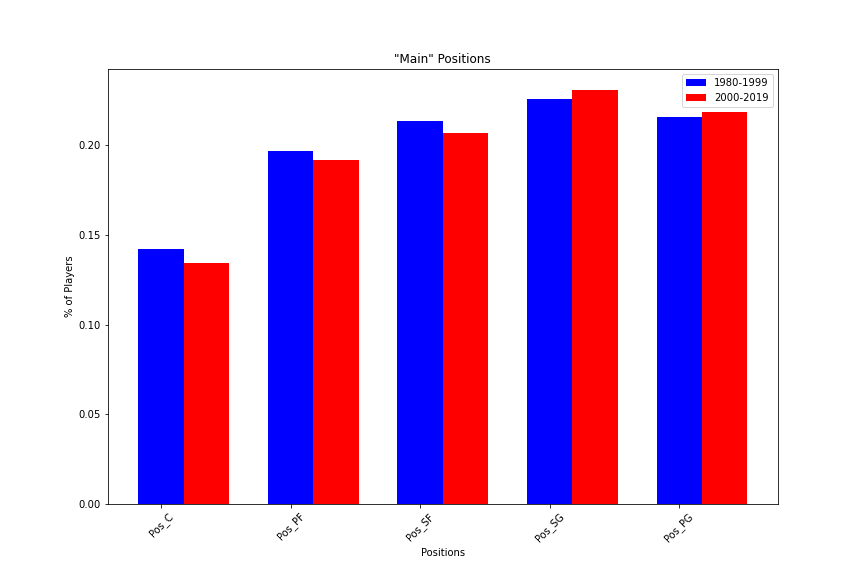 "Main" Positions
1980-1999
2000-2019
% of Players
0.20
0.15
0.10
0.05
0.00
Pos_C
Pos_PF
Pos_SF
Pos_SG
Pos_PG
Positions